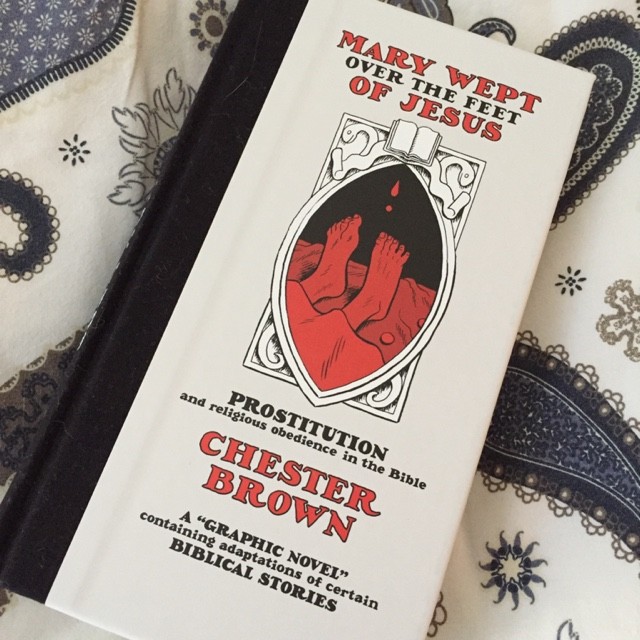 MARY WEPT
OVER THE FEET
OF JESUS
PROSTITUTION
and religious obedience in the Bible
CHESTER
BROWN
A "GRAPHIC NOVEL"
containing adaptations of certain
BIBLICAL STORIES